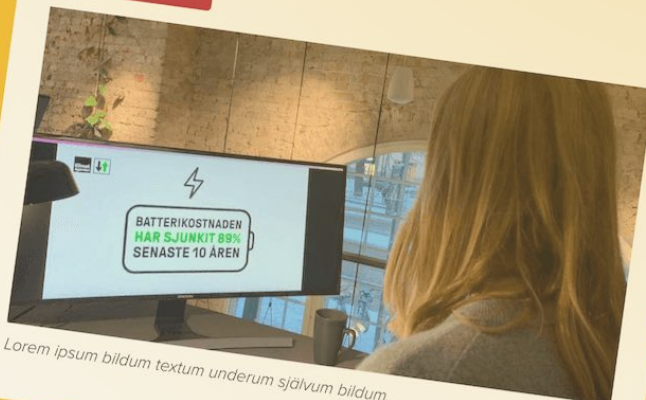 BATTERIKOSTNADEN
HAR SJUNKIT 89%
SENASTE 10 ÅREN
Lorem ipsum bildum textum underum självum bildum